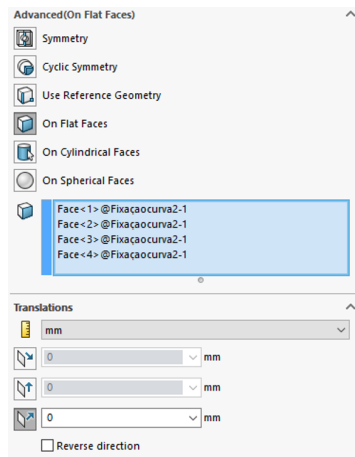 Advanced(On Flat Faces)
Symmetry
Cyclic Symmetry
Use Reference Geometry
On Flat Faces
On Cylindrical Faces
On Spherical Faces
Face<1>@Fixaçaocurva2-1
Face<2>@Fixaçaocurva2-1
Face<3>@Fixaçaocurva2-1
Face<4>@Fixaçaocurva2-1
Translations
mm
0 mm
0 mm
0 mm
Reverse direction